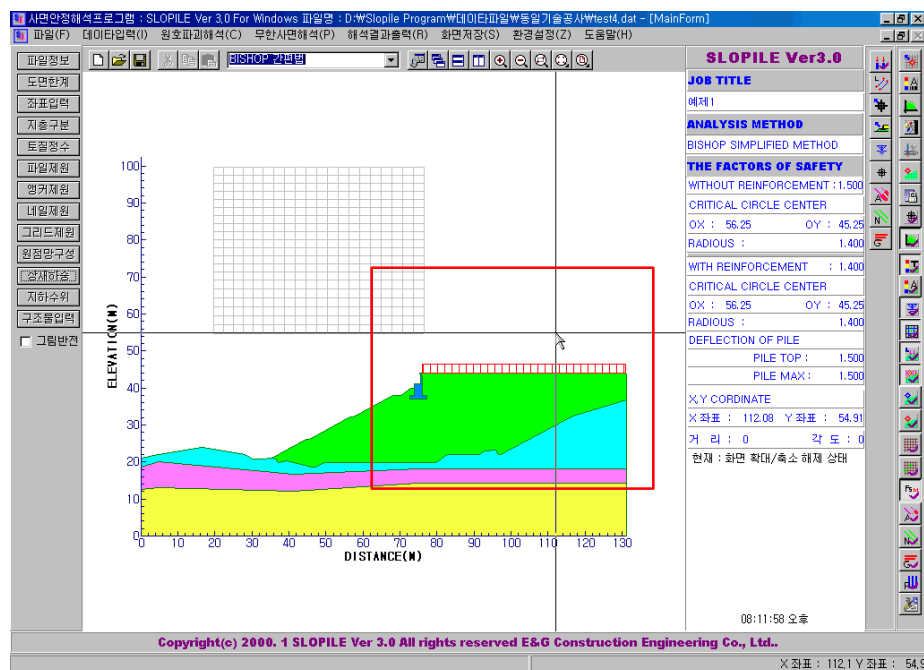 사면안정해석프로그램 : SLOPILE Ver 3,0 For Windows 파일명 : D:₩Slopile Program₩데이타파일₩동일기술공사₩test4,dat - [MainForm]
파일(F) 데이타입력(I) 원호파괴해석(C) 무한사면해석(P) 해석결과출력(R) 화면저장(S) 환경설정(Z) 도움말(H)
파일정보
도면한계
좌표입력
지층구분
토질정수
파일제원
앵커제원
네일제원
그리드제원
원점망구성
상재하중
지하수위
구조물입력
그림반전
BISHOP 간편법
ELEVATION(M)
100
90
80
70
60
50
40
30
20
10
0
0 10 20 30 40 50 60 70 80 90 100 110 120 130
DISTANCE(M)
SLOPILE Ver3.0
JOB TITLE
예제1
ANALYSIS METHOD
BISHOP SIMPLIFIED METHOD
THE FACTORS OF SAFETY
WITHOUT REINFORCEMENT : 1.500
CRITICAL CIRCLE CENTER
OX : 56.25 OY : 45.25
RADIOUS : 1.400
WITH REINFORCEMENT : 1.400
CRITICAL CIRCLE CENTER
OX : 56.25 OY : 45.25
RADIOUS : 1.400
DEFLECTION OF PILE
PILE TOP : 1.500
PILE MAX : 1.500
X,Y CORDINATE
X 좌표 : 112.08 Y 좌표 : 54.91
거 리 : 0 각 도 : 0
현재 : 화면 확대/축소 해제 상태
08:11:58 오후
Copyright(c) 2000. 1 SLOPILE Ver 3.0 All rights reserved E&G Construction Engineering Co., Ltd..
X 좌표 : 112,1 Y 좌표 : 54,9